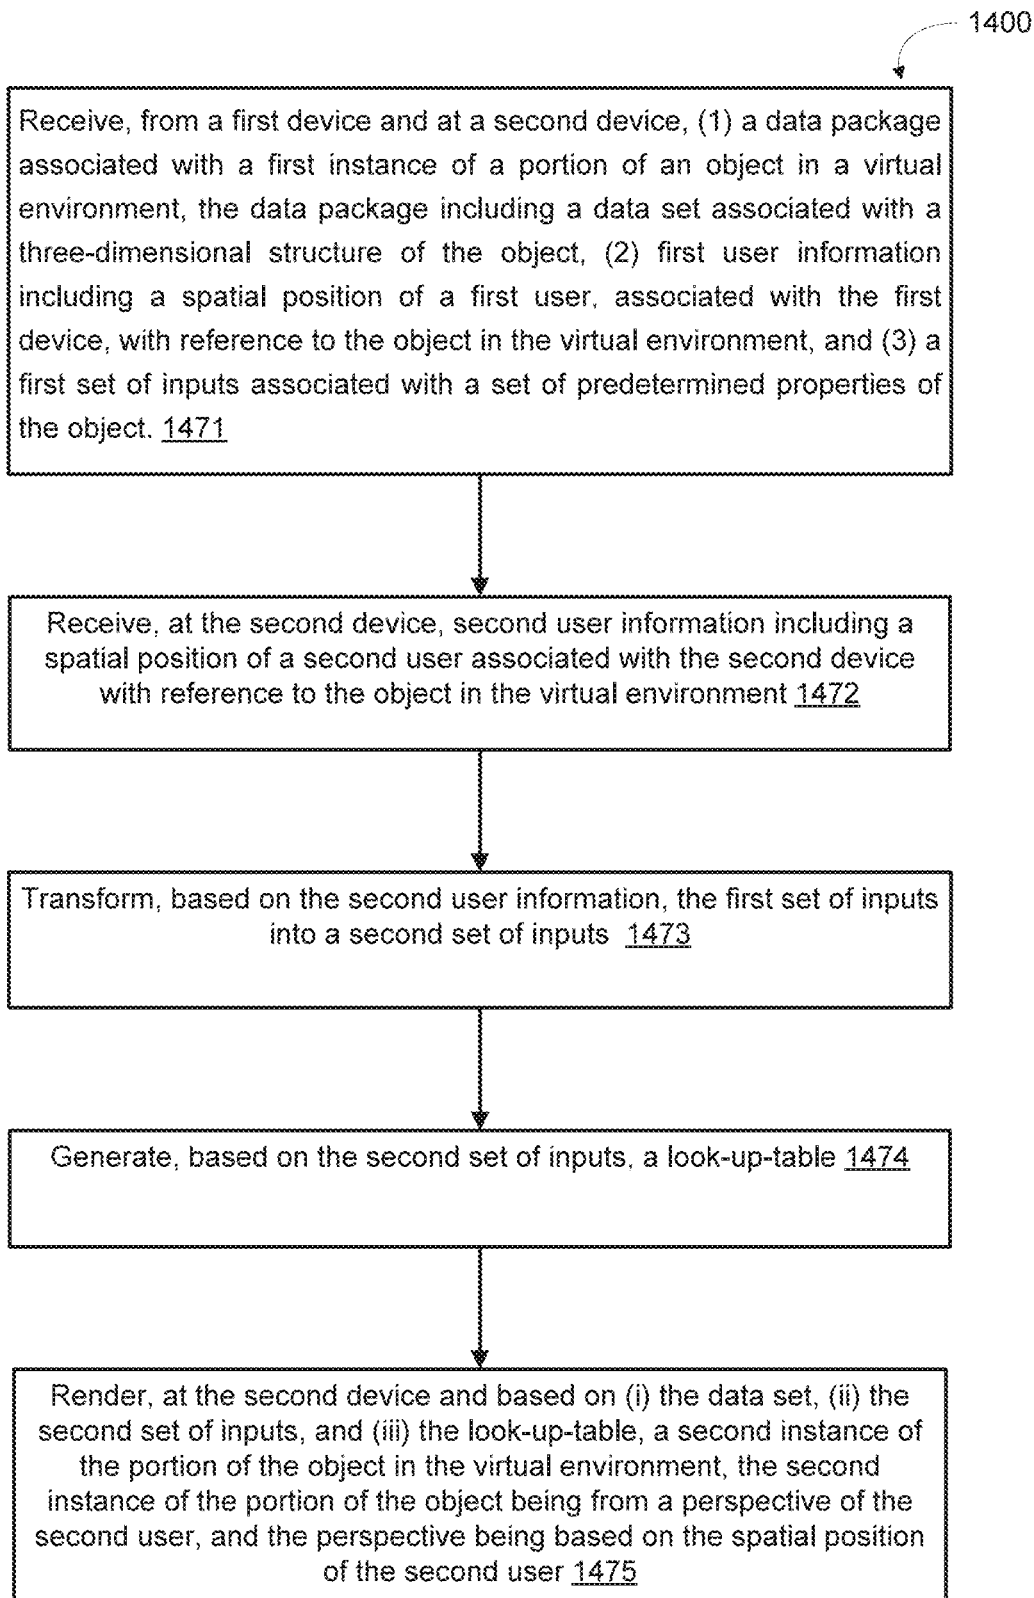 1400
Receive, from a first device and at a second device, (1) a data package
associated with a first instance of a portion of an object in a virtual
environment, the data package including a data set associated with a
three-dimensional structure of the object, (2) first user information
including a spatial position of a first user, associated with the first
device, with reference to the object in the virtual environment, and (3) a
first set of inputs associated with a set of predetermined properties of
the object. 1471
Receive, at the second device, second user information including a
spatial position of a second user associated with the second device
with reference to the object in the virtual environment 1472
Transform, based on the second user information, the first set of inputs
into a second set of inputs 1473
Generate, based on the second set of inputs, a look-up-table 1474
Render, at the second device and based on (i) the data set, (ii) the
second set of inputs, and (iii) the look-up-table, a second instance of
the portion of the object in the virtual environment, the second
instance of the portion of the object being from a perspective of the
second user, and the perspective being based on the spatial position
of the second user 1475